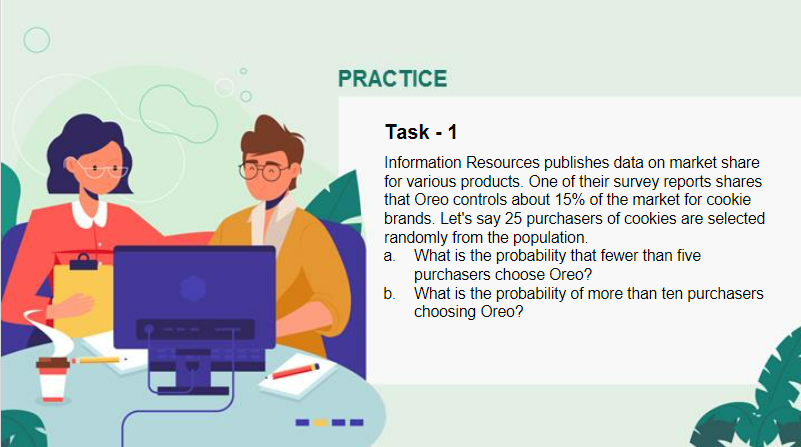 PRACTICE
Task - 1
Information Resources publishes data on market share
for various products. One of their survey reports shares
that Oreo controls about 15% of the market for cookie
brands. Let's say 25 purchasers of cookies are selected
randomly from the population.
a. What is the probability that fewer than five
purchasers choose Oreo?
b. What is the probability of more than ten purchasers
choosing Oreo?